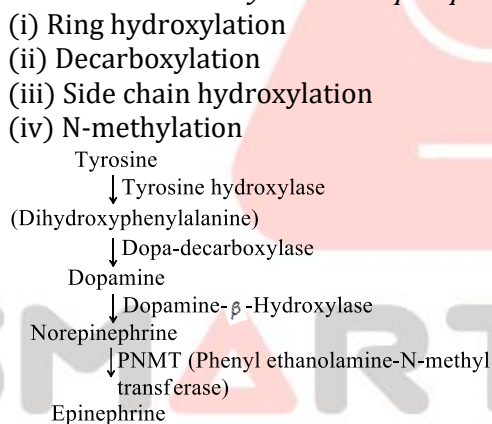 (i) Ring hydroxylation
(ii) Decarboxylation
(iii) Side chain hydroxylation
(iv) N-methylation
Tyrosine
Tyrosine hydroxylase
(Dihydroxyphenylalanine)
Dopa-decarboxylase
Dopamine
Dopamine-β-Hydroxylase
Norepinephrine
PNMT (Phenyl ethanolamine-N-methyl
transferase)
Epinephrine
SMART